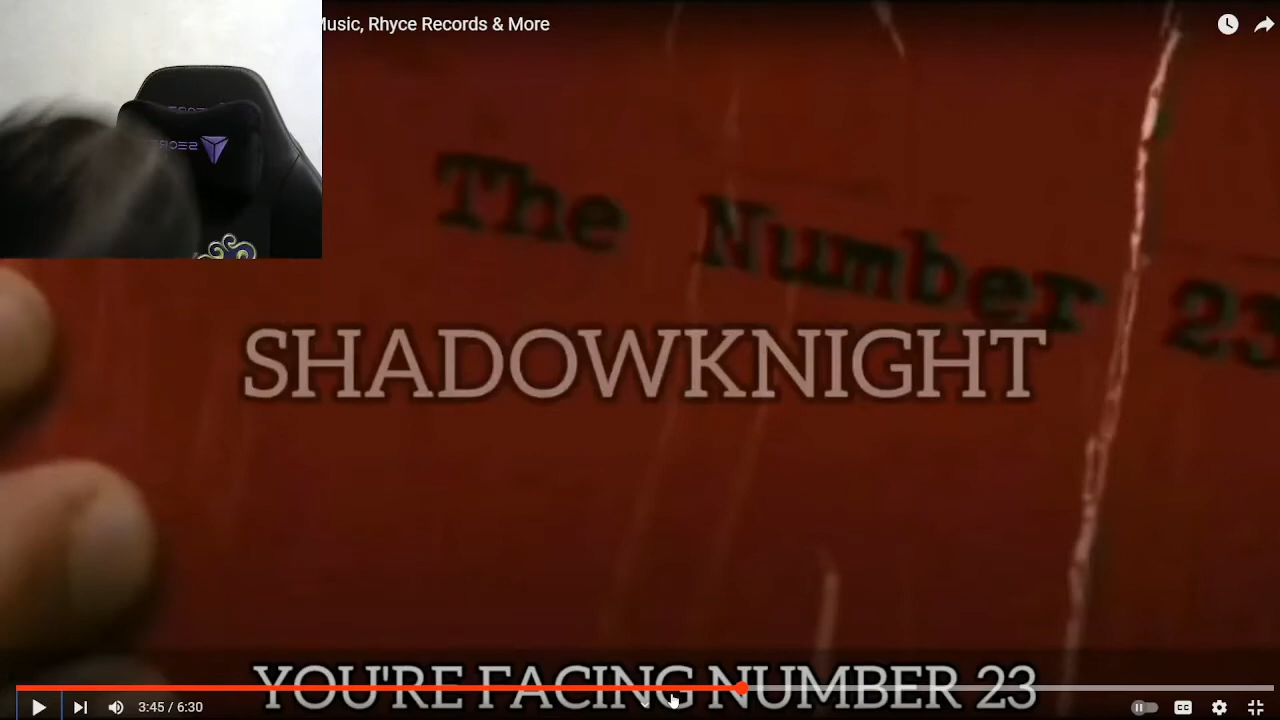 Music, Rhyce Records & More
The Number 23
SHADOWKNIGHT
YOU'RE FACING NUMBER 23
3:45 / 6:30